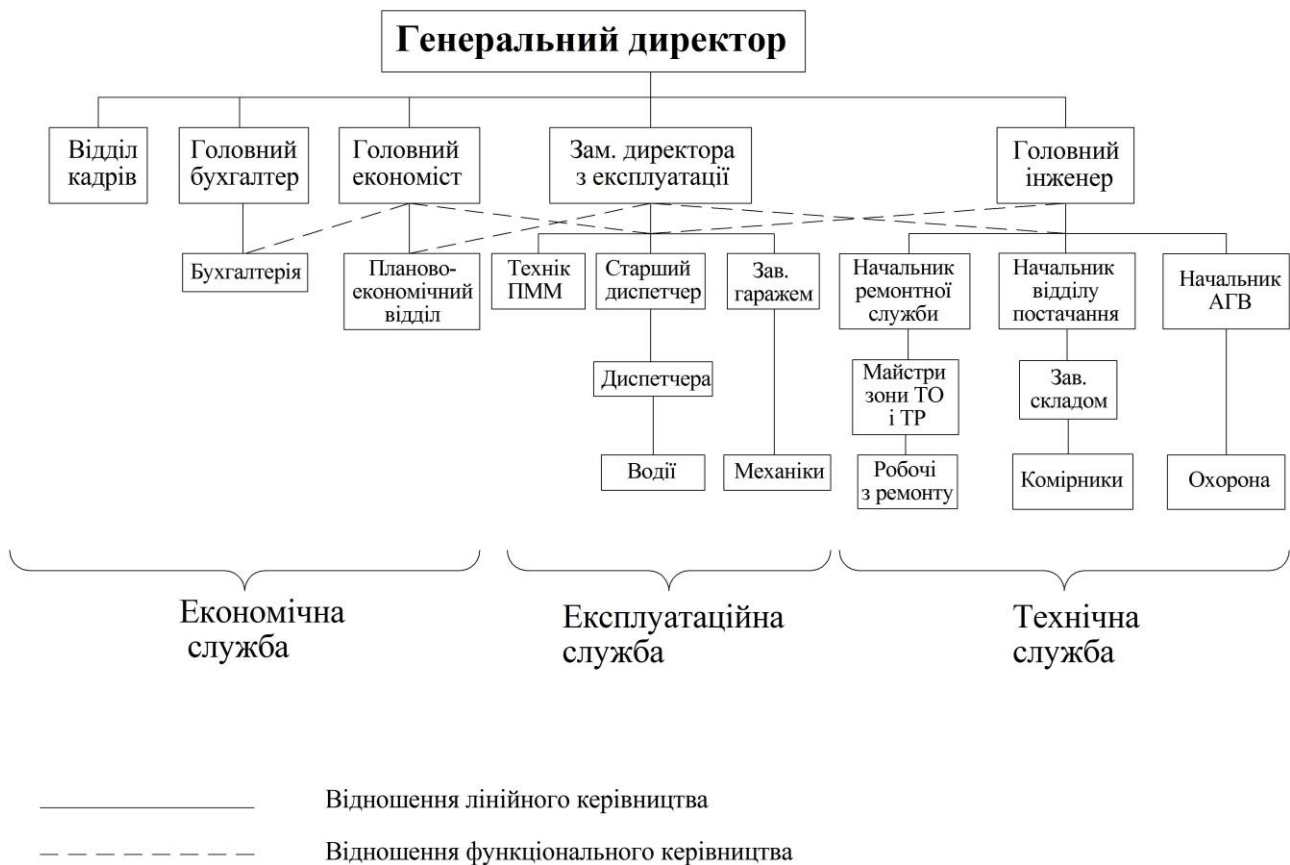 Генеральний директор
Відділ
кадрів
Головний
бухгалтер
Головний
економіст
Зам. директора
з експлуатації
Головний
інженер
Бухгалтерія
Планово-
економічний
відділ
Технік
ПММ
Старший
диспетчер
Зав.
гаражем
Начальник
ремонтної
служби
Начальник
відділу
постачання
Начальник
АГВ
Диспетчера
Майстри
зони ТО
і ТР
Зав.
складом
Водії
Механіки
Робочі
з ремонту
Комірники
Охорона
Економічна
служба
Експлуатаційна
служба
Технічна
служба
Відношення лінійного керівництва
Відношення функціонального керівництва